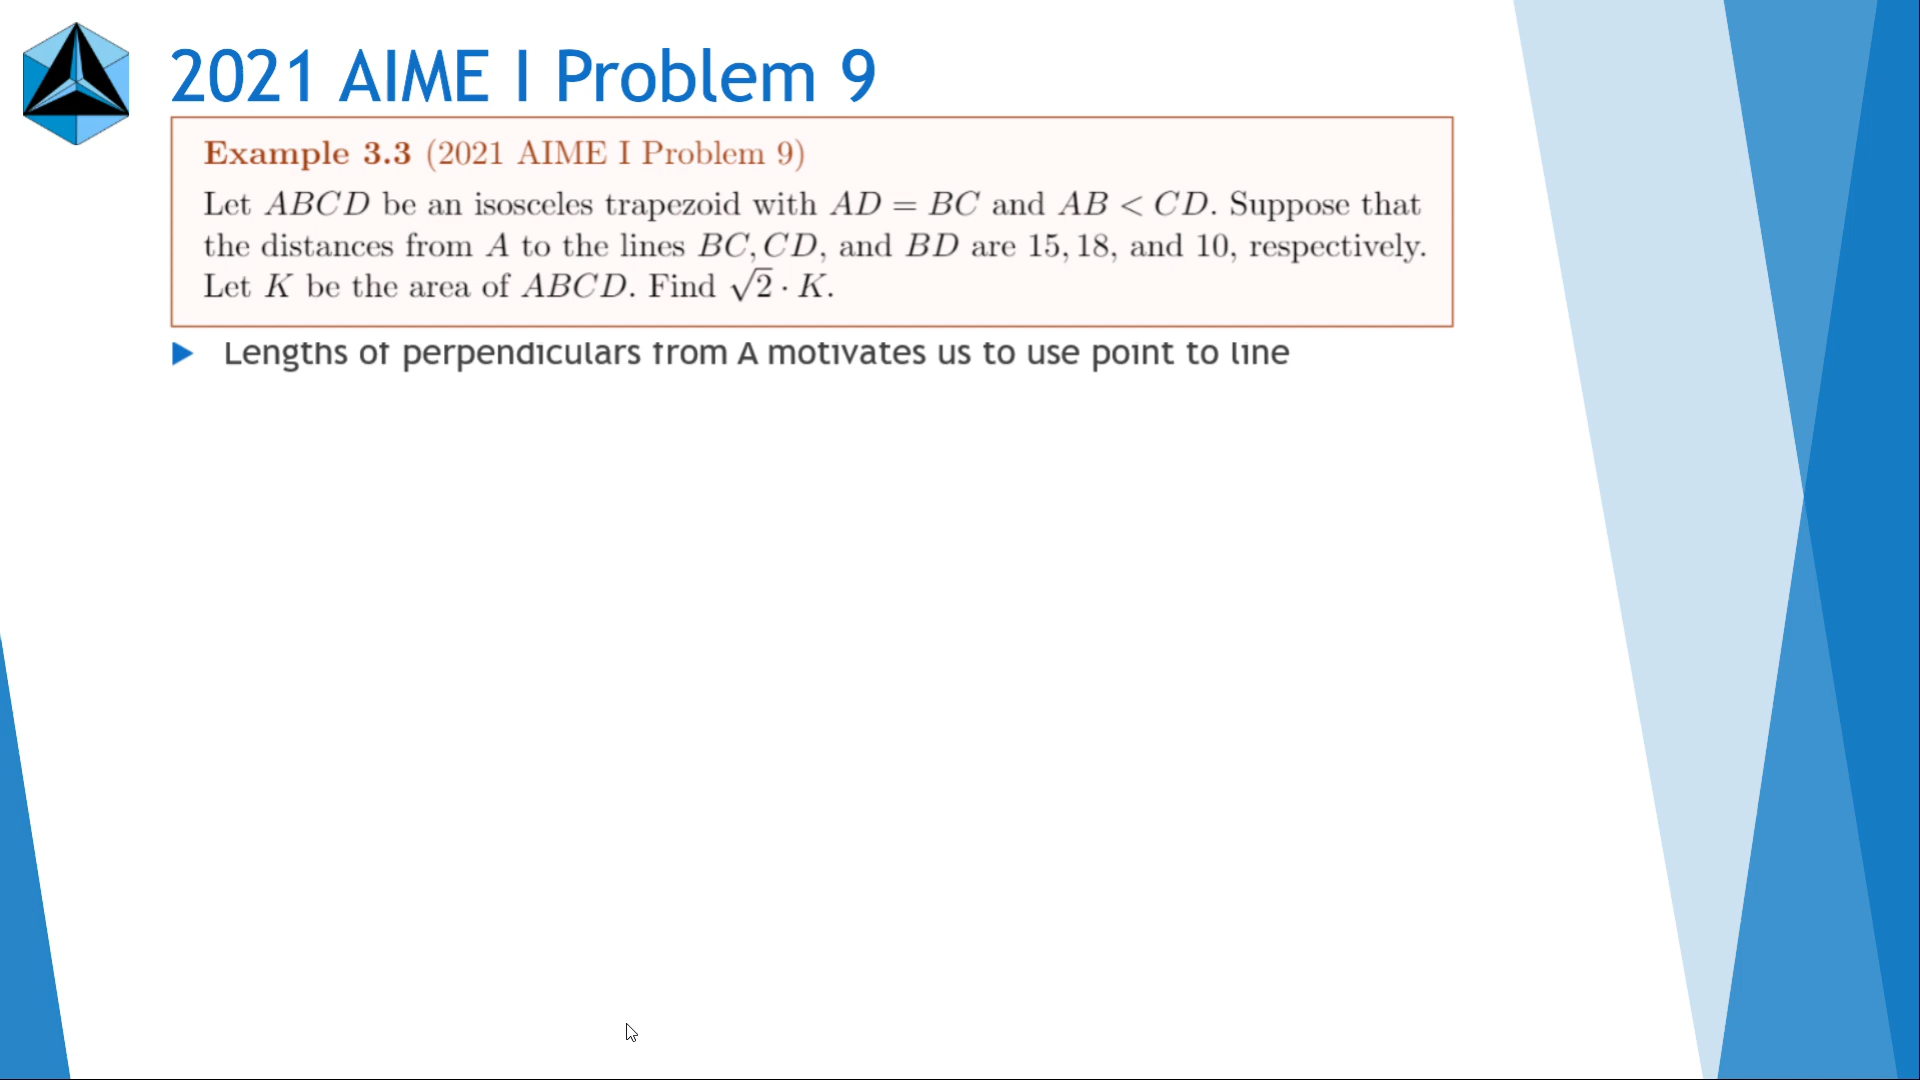 2021 AIME I Problem 9
Example 3.3 (2021 AIME I Problem 9)
Let ABCD be an isosceles trapezoid with AD = BC and AB < CD. Suppose that
the distances from A to the lines BC, CD, and BD are 15, 18, and 10, respectively.
Let K be the area of ABCD. Find √2 · K.
Lengths of perpendiculars from A motivates us to use point to line